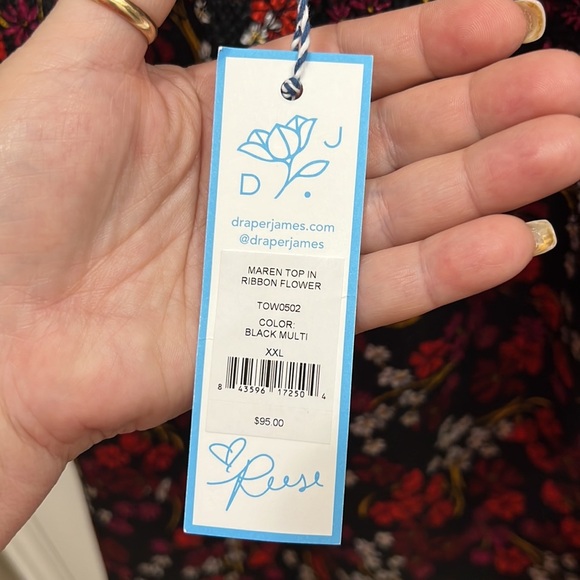 J
D
draperjames.com
@draperjames
MAREN TOP IN
RIBBON FLOWER
TOW0502
COLOR:
BLACK MULTI
XXL
8 43596 17250 4
$95.00
Reese